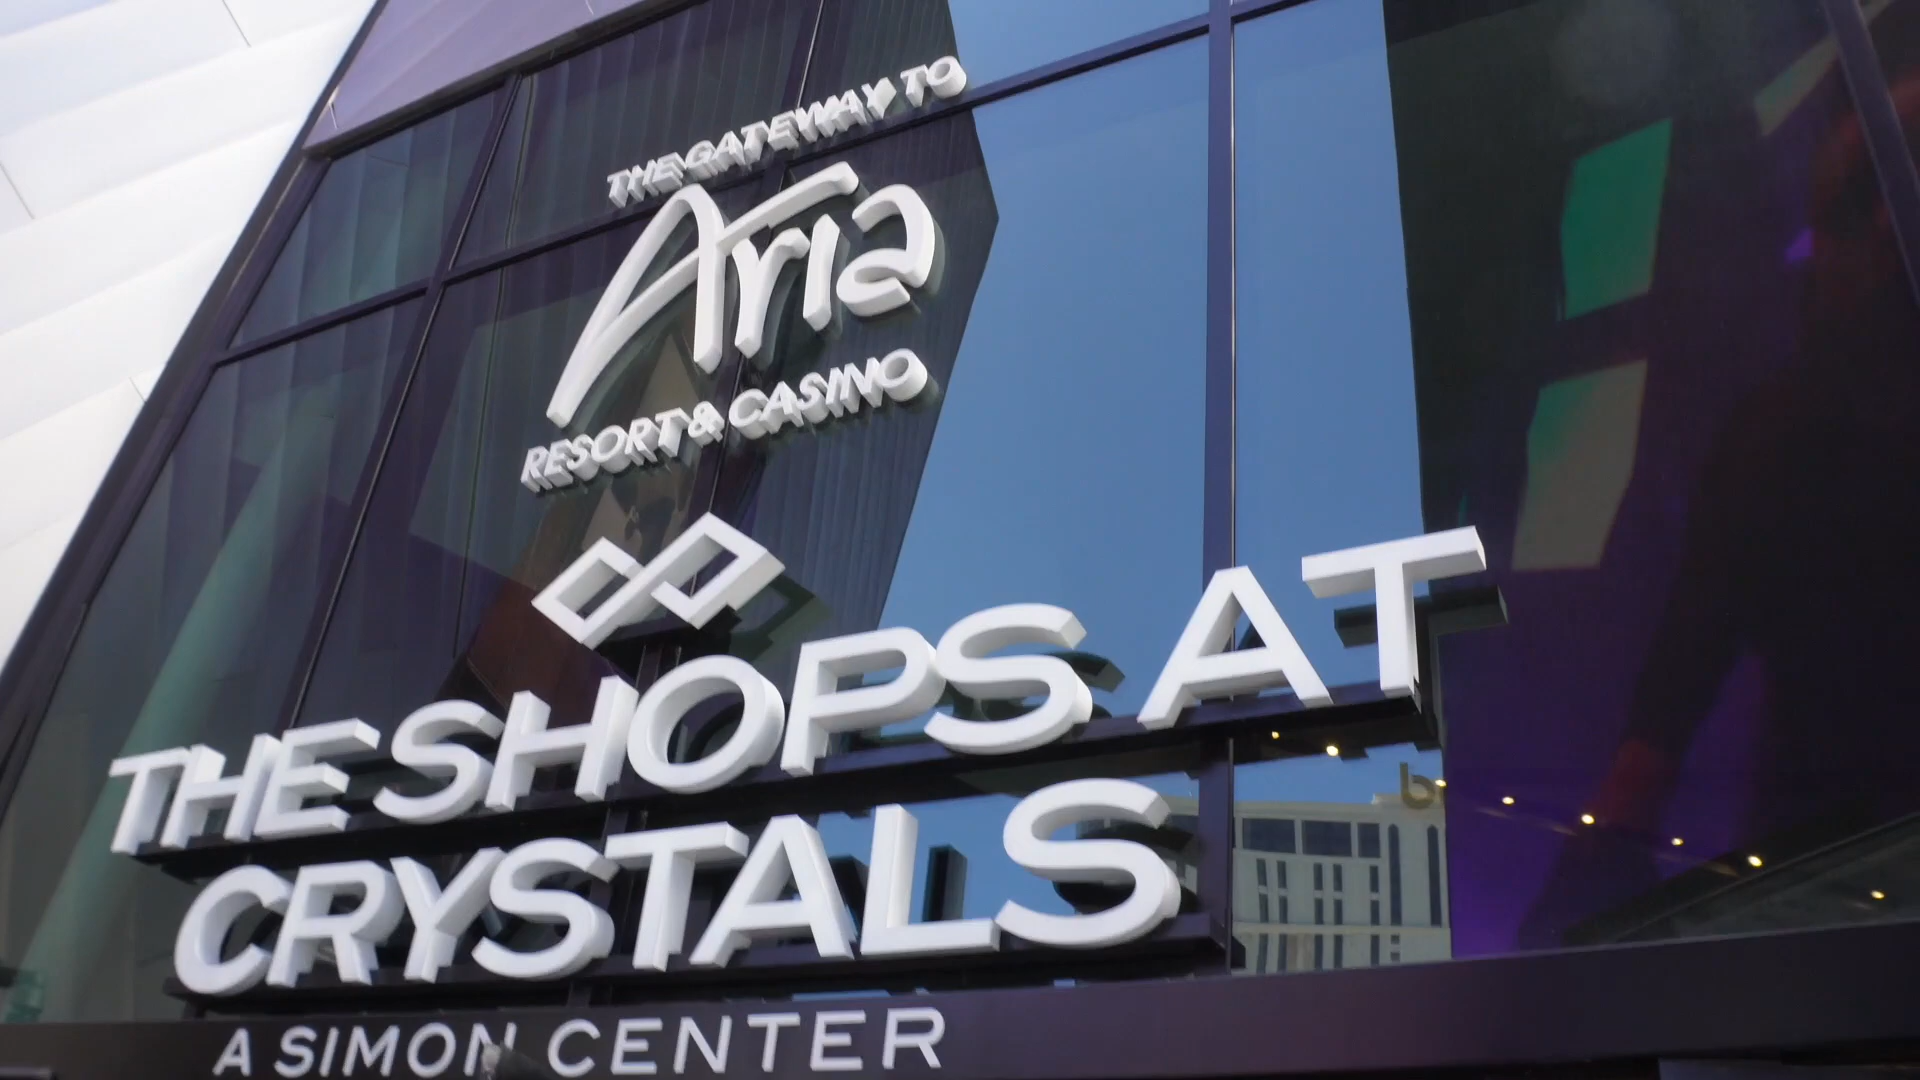 THE GATEWAY TO
Aria
RESORT & CASINO
THE SHOPS AT
CRYSTALS
A SIMON CENTER